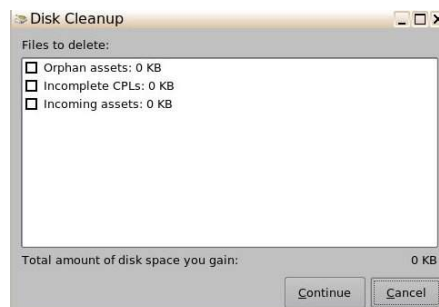 Disk Cleanup
Files to delete:
Orphan assets: 0 KB
Incomplete CPLs: 0 KB
Incoming assets: 0 KB
Total amount of disk space you gain: 0 KB
Continue Cancel